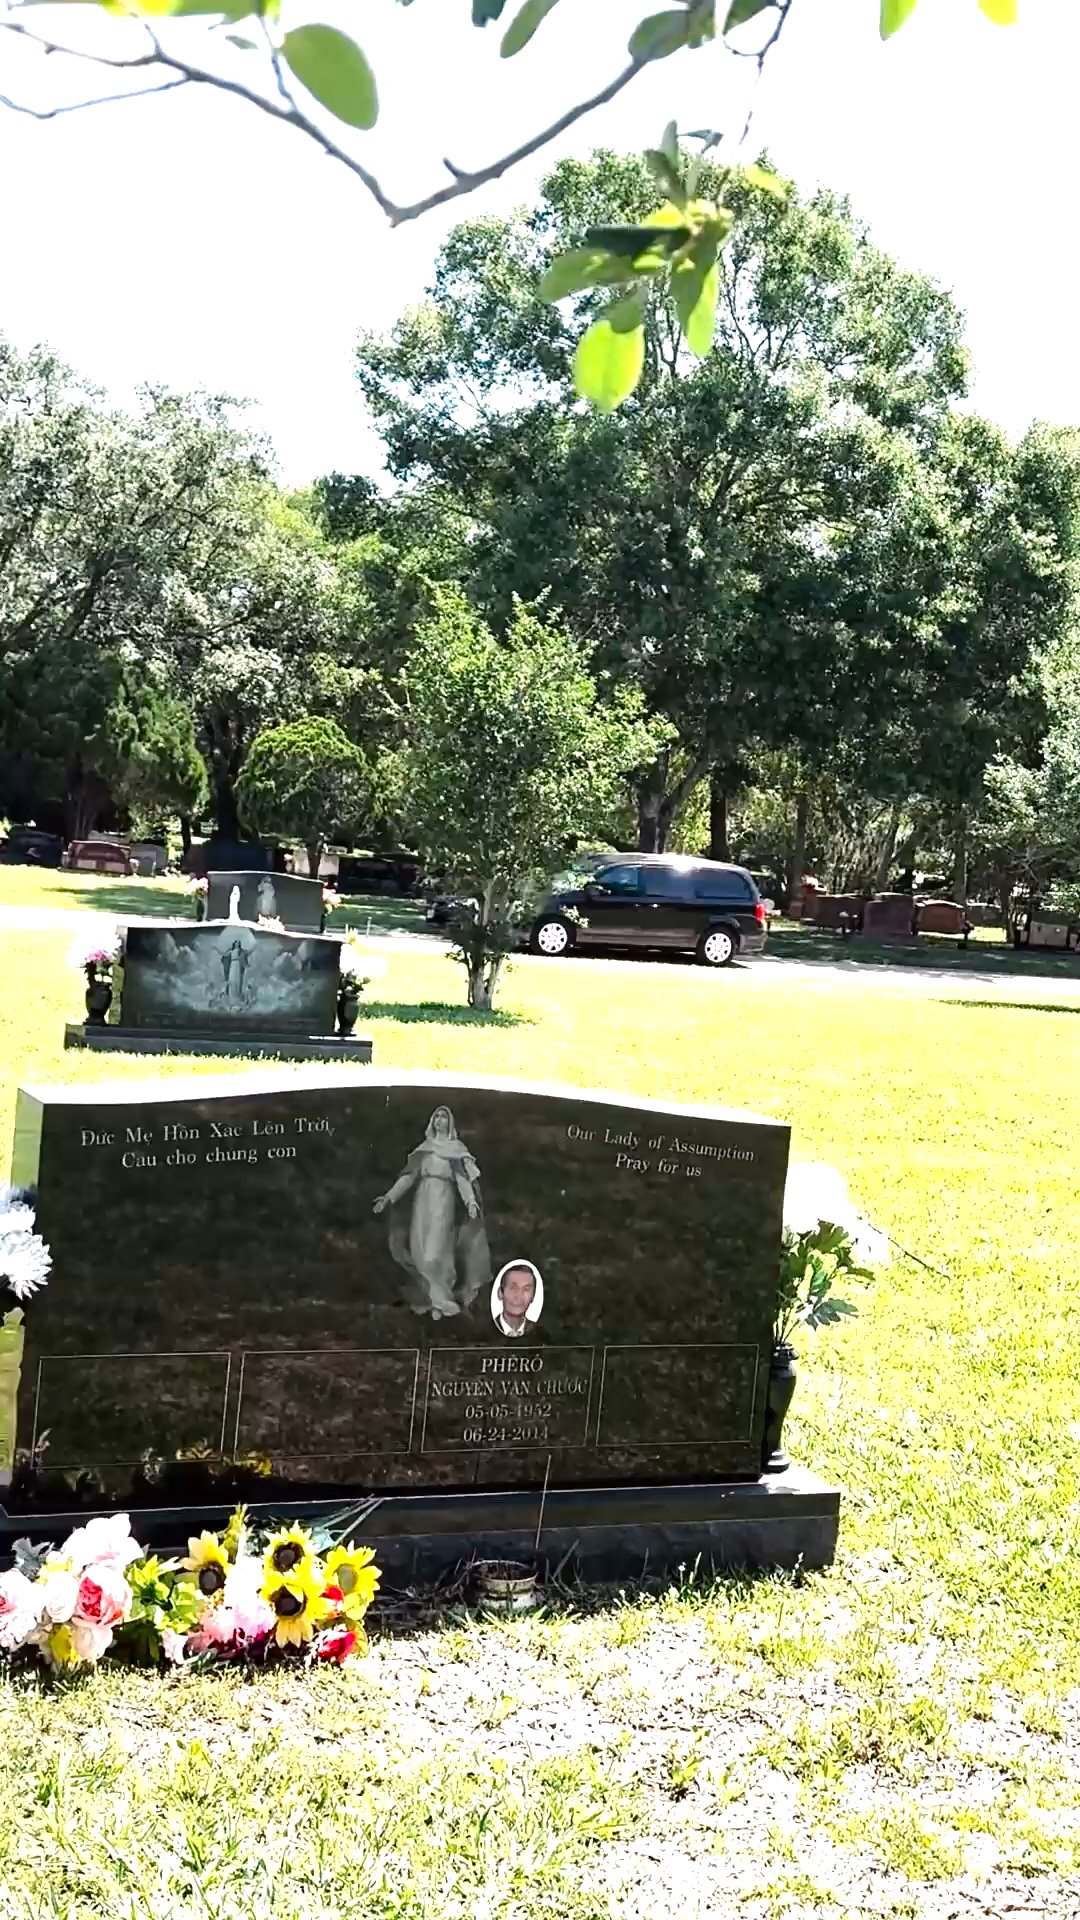 Đức Mẹ Hồn Xác Lên Trời,
Cầu cho chúng con
Our Lady of Assumption
Pray for us
PHÊRÔ
NGUYỄN VĂN CHƯỚC
05-05-1952
06-24-2014